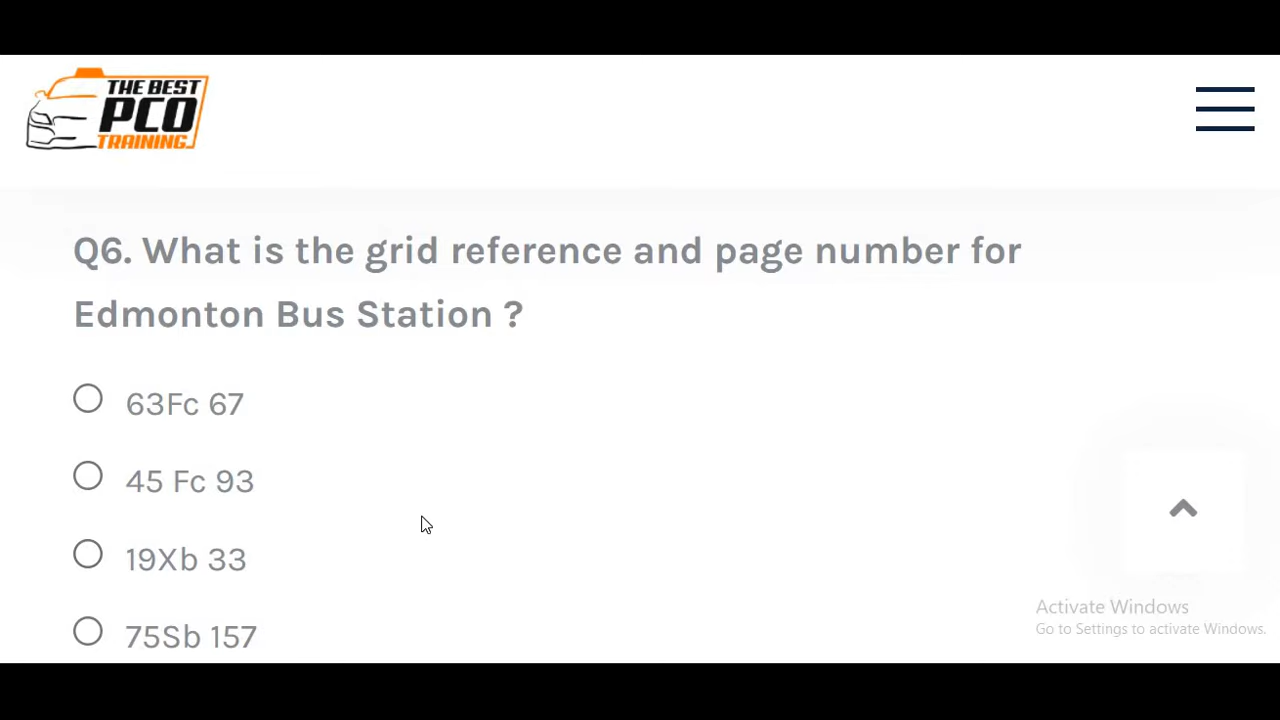 THE BEST
PCO
TRAINING
Q6. What is the grid reference and page number for
Edmonton Bus Station ?
63Fc 67
45 Fc 93
19Xb 33
75Sb 157
Activate Windows
Go to Settings to activate Windows.